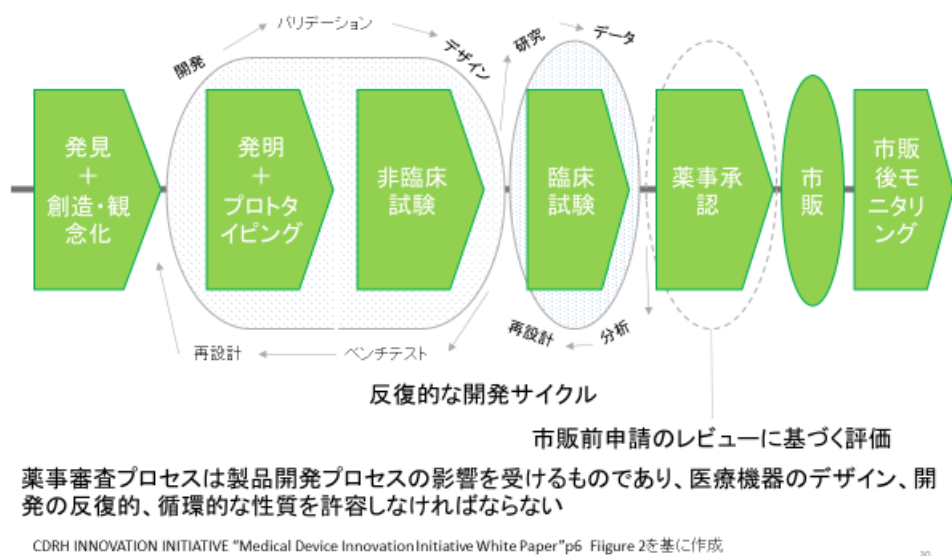 バリデーション
開発
デザイン
研究
データ
発見
＋
創造・観
念化
発明
＋
プロトタ
イピング
非臨床
試験
臨床
試験
薬事承
認
市
販
市販
後モ
ニタリ
ング
再設計
ベンチテスト
再設計
分析
反復的な開発サイクル
市販前申請のレビューに基づく評価
薬事審査プロセスは製品開発プロセスの影響を受けるものであり、医療機器のデザイン、開
発の反復的、循環的な性質を許容しなければならない
CDRH INNOVATION INITIATIVE “Medical Device Innovation Initiative White Paper”p6 Fiigure 2を基に作成